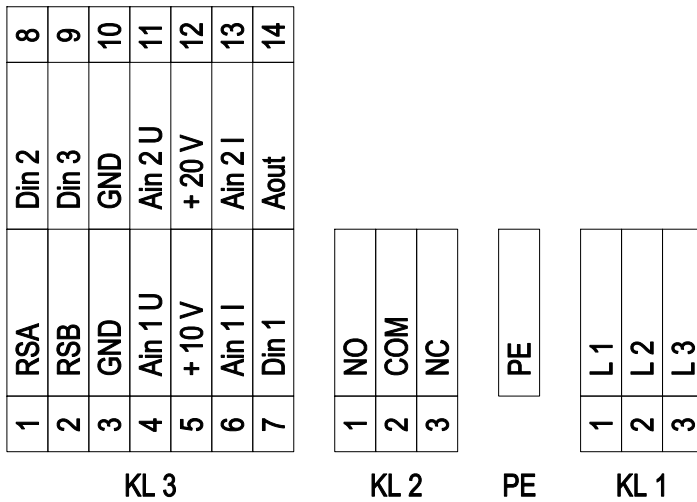 8 9 10 11 12 13 14
Din 2
Din 3
GND
Ain 2 U
+ 20 V
Ain 2 I
Aout
RSA
RSB
GND
Ain 1 U
+ 10 V
Ain 1 I
Din 1
NO
COM
NC
PE
L 1
L 2
L 3
1 2 3 4 5 6 7
1 2 3
1 2 3
KL 3
KL 2
PE
KL 1